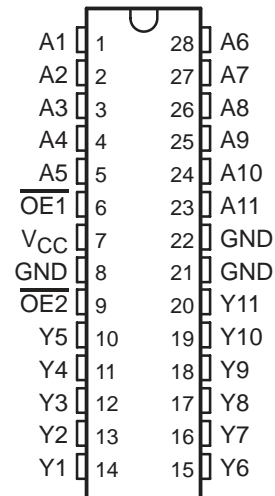 A1 1 28 A6
A2 2 27 A7
A3 3 26 A8
A4 4 25 A9
A5 5 24 A10
O̅E̅1̅ 6 23 A11
VCC 7 22 GND
GND 8 21 GND
O̅E̅2̅ 9 20 Y11
Y5 10 19 Y10
Y4 11 18 Y9
Y3 12 17 Y8
Y2 13 16 Y7
Y1 14 15 Y6